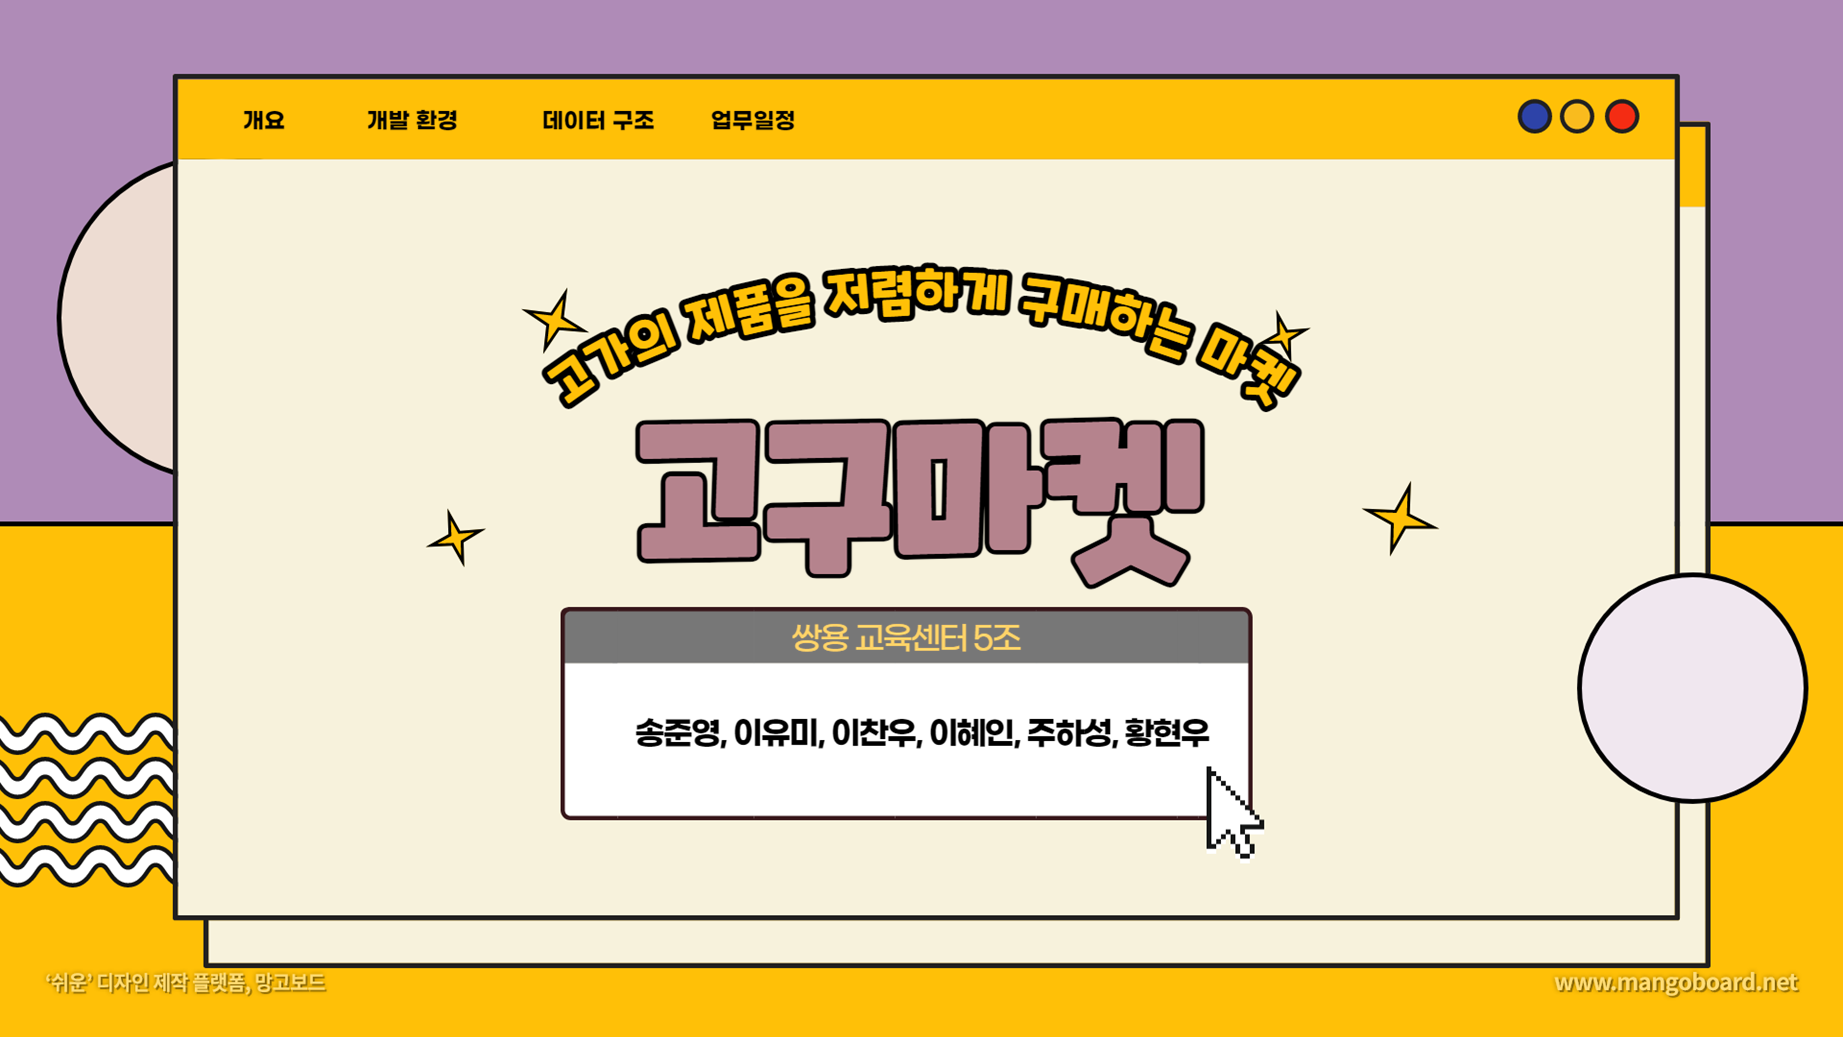 개요 개발 환경 데이터 구조 업무일정
고가의 제품을 저렴하게 구매하는 마켓
고구마켓
쌍용 교육센터 5조
송준영, 이유미, 이찬우, 이혜인, 주하성, 황현우
‘쉬운’ 디자인 제작 플랫폼, 망고보드 www.mangoboard.net